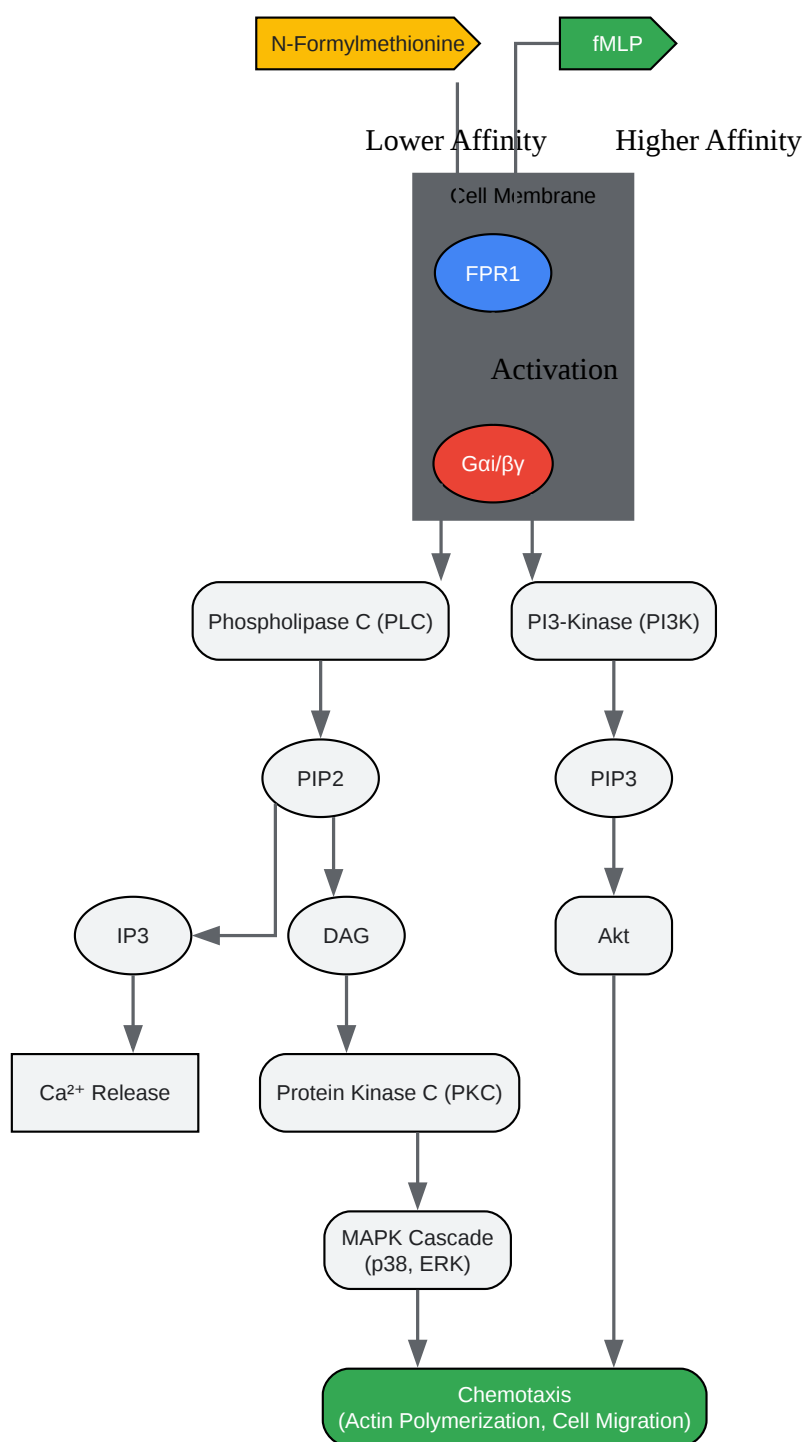 N-Formylmethionine
fMLP
Lower Affinity
Higher Affinity
Cell Membrane
FPR1
Activation
Gαi/βγ
Phospholipase C (PLC)
PI3-Kinase (PI3K)
PIP2
PIP3
IP3
DAG
Akt
Ca²⁺ Release
Protein Kinase C (PKC)
MAPK Cascade
(p38, ERK)
Chemotaxis
(Actin Polymerization, Cell Migration)